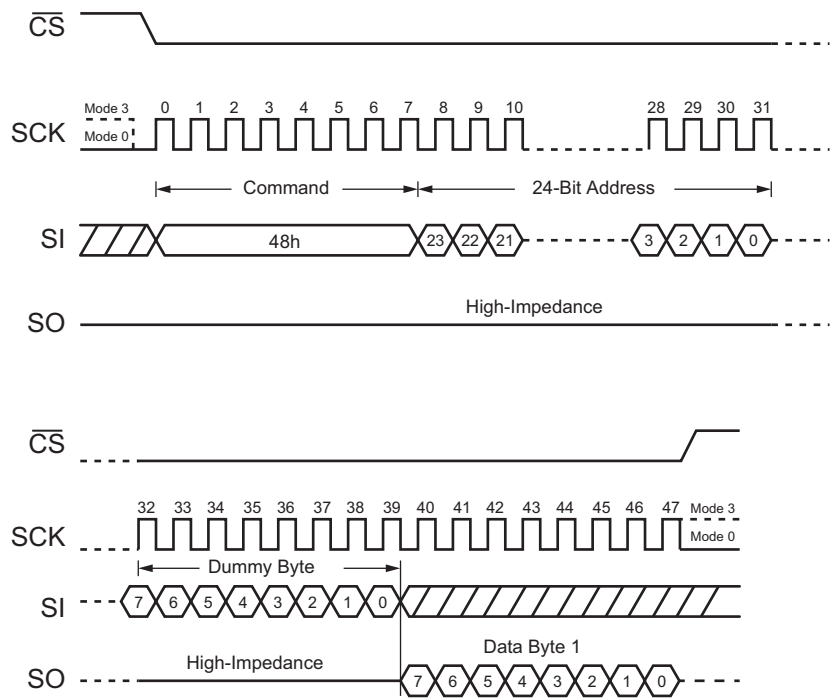 CS
Mode 3
0 1 2 3 4 5 6 7 8 9 10 28 29 30 31
SCK
Mode 0
Command 24-Bit Address
SI 48h 23 22 21 3 2 1 0
High-Impedance
SO
CS
32 33 34 35 36 37 38 39 40 41 42 43 44 45 46 47 Mode 3
SCK Mode 0
Dummy Byte
SI 7 6 5 4 3 2 1 0
Data Byte 1
High-Impedance
SO 7 6 5 4 3 2 1 0